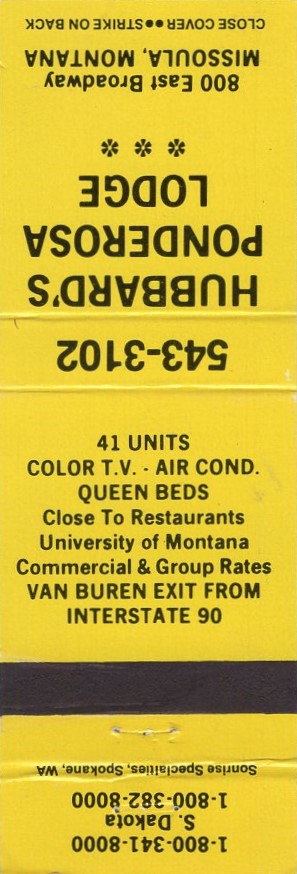 543-3102
HUBBARD'S
PONDEROSA
LODGE
* * *
800 East Broadway
MISSOULA, MONTANA
CLOSE COVER●●STRIKE ON BACK
41 UNITS
COLOR T.V. - AIR COND.
QUEEN BEDS
Close To Restaurants
University of Montana
Commercial & Group Rates
VAN BUREN EXIT FROM
INTERSTATE 90
1-800-341-8000
S. Dakota
1-800-382-8000
Sonrise Specialties, Spokane, WA